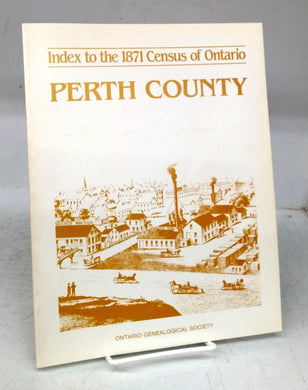 Index to the 1871 Census of Ontario
PERTH COUNTY
ONTARIO GENEALOGICAL SOCIETY